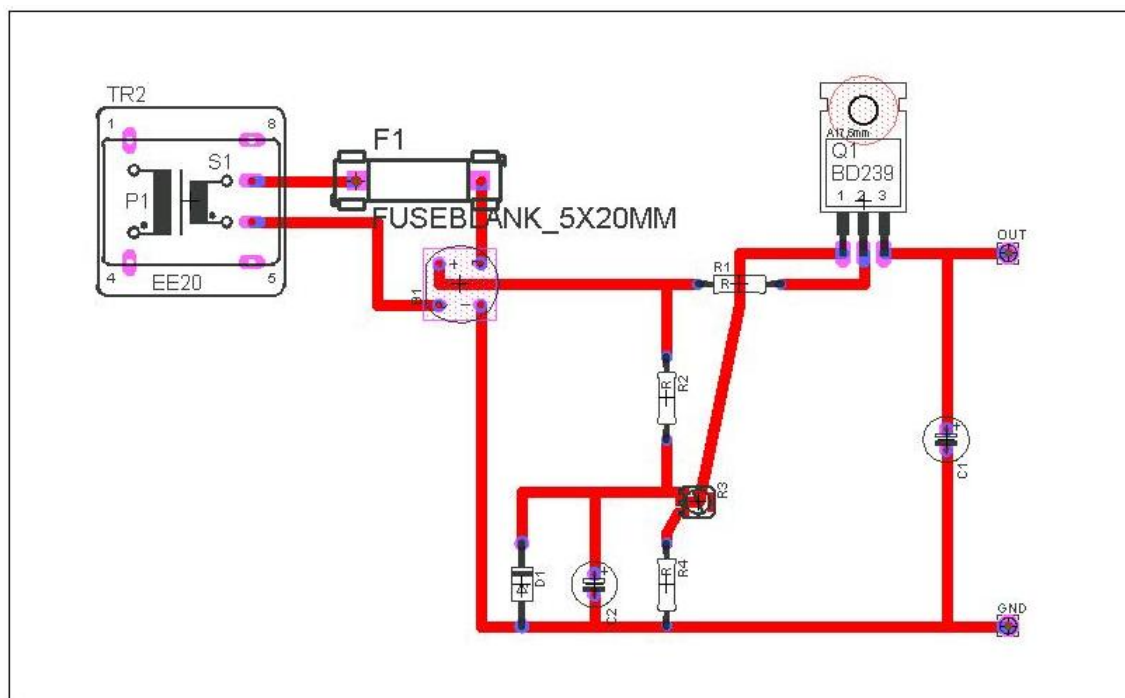 TR2
1
8
S1
P1
4
5
EE20
F1
FUSEBLANK_5X20MM
A17,5mm
Q1
BD239
1 2 3
OUT
+
-
B1
R1
R
R2
R
R3
+
C1
D1
+
C2
R4
R
GND